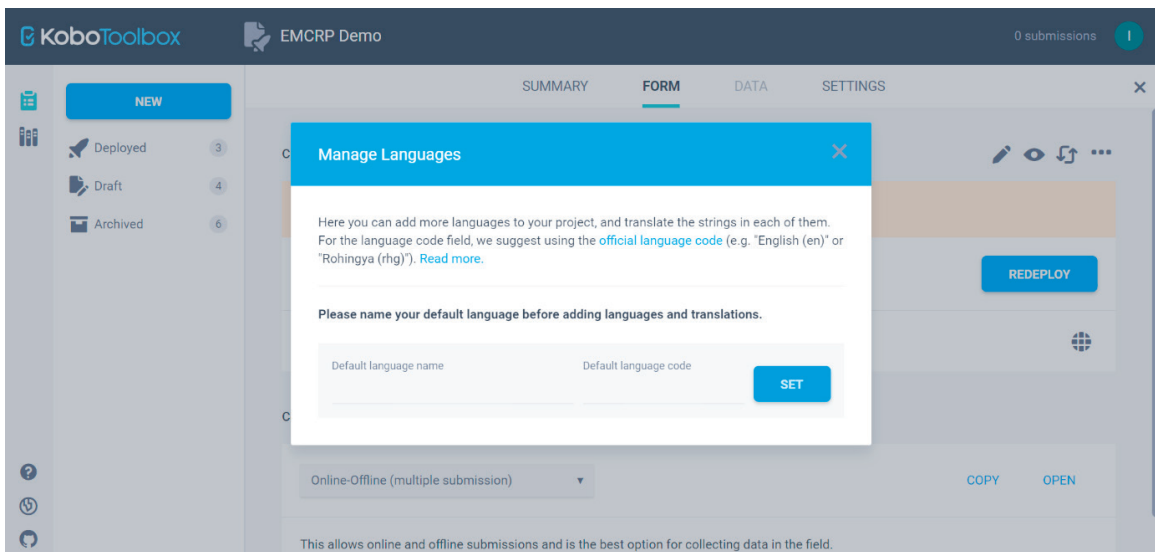 KoboToolbox
EMCRP Demo
0 submissions
I
SUMMARY
FORM
DATA
SETTINGS
NEW
Deployed
3
Draft
4
Archived
6
C
Manage Languages
Here you can add more languages to your project, and translate the strings in each of them.
For the language code field, we suggest using the official language code (e.g. "English (en)" or
"Rohingya (rhg)"). Read more.
REDEPLOY
Please name your default language before adding languages and translations.
Default language name
Default language code
SET
C
Online-Offline (multiple submission)
COPY
OPEN
This allows online and offline submissions and is the best option for collecting data in the field.